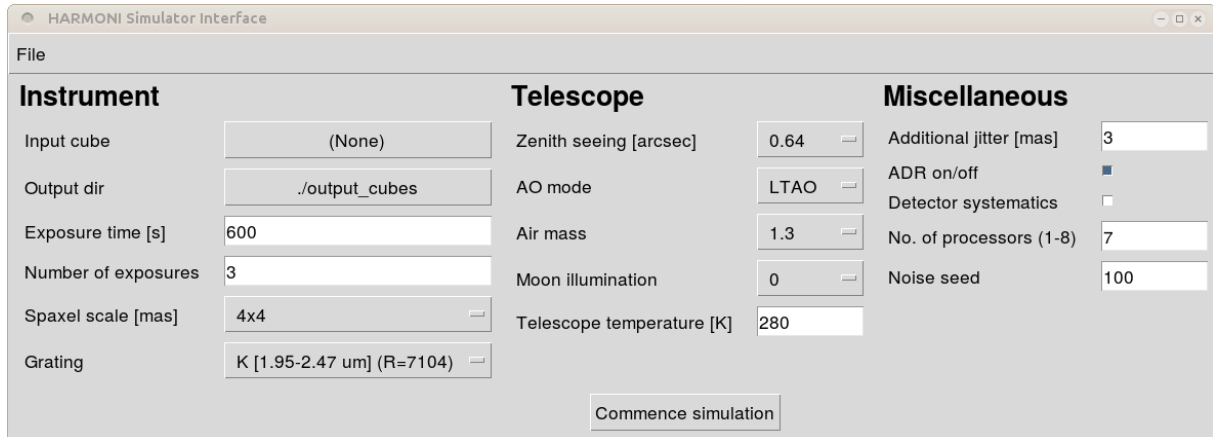 HARMONI Simulator Interface
File
Instrument
Input cube
(None)
Output dir
./output_cubes
Exposure time [s]
600
Number of exposures
3
Spaxel scale [mas]
4x4
Grating
K [1.95-2.47 um] (R=7104)
Telescope
Zenith seeing [arcsec]
0.64
AO mode
LTAO
Air mass
1.3
Moon illumination
0
Telescope temperature [K]
280
Miscellaneous
Additional jitter [mas]
3
ADR on/off
Detector systematics
No. of processors (1-8)
7
Noise seed
100
Commence simulation